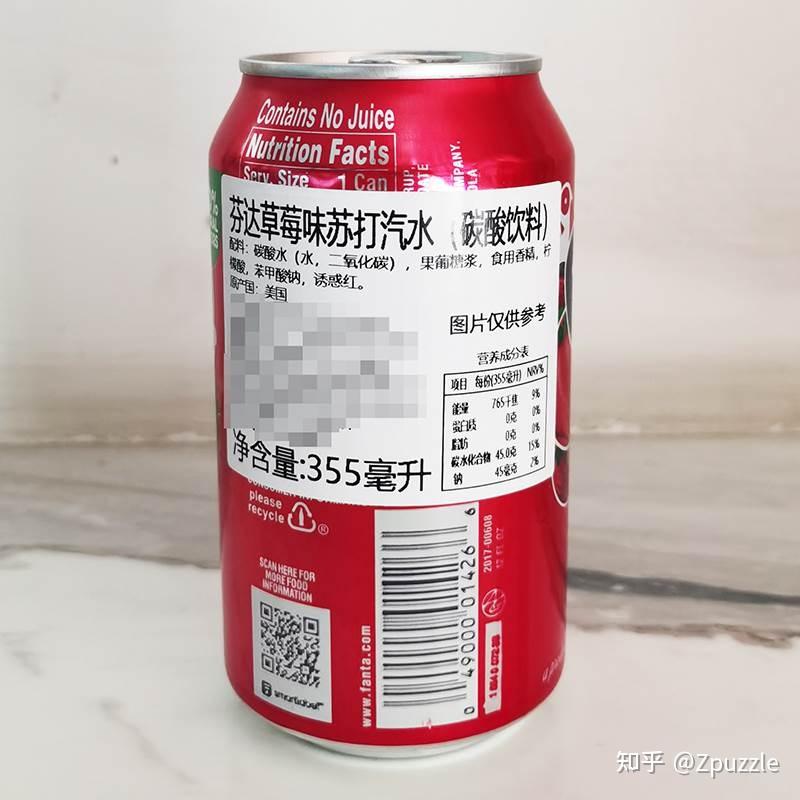 Contains No Juice
Nutrition Facts
Serv. Size 1 Can
芬达草莓味苏打汽水（碳酸饮料）
配料：碳酸水（水，二氧化碳），果葡糖浆，食用香精，柠
檬酸，苯甲酸钠，诱惑红。
原产国：美国
图片仅供参考
营养成分表
项目 每份(355毫升) NRV%
能量 765千焦 9%
蛋白质 0克 0%
脂肪 0克 0%
碳水化合物 45.0克 15%
钠 45毫克 2%
净含量:355毫升
please
recycle
SCAN HERE FOR
MORE FOOD
INFORMATION
smartlabel
www.fanta.com
0 49000 01426 6
2017-00608
12 FL OZ
知乎 @Zpuzzle